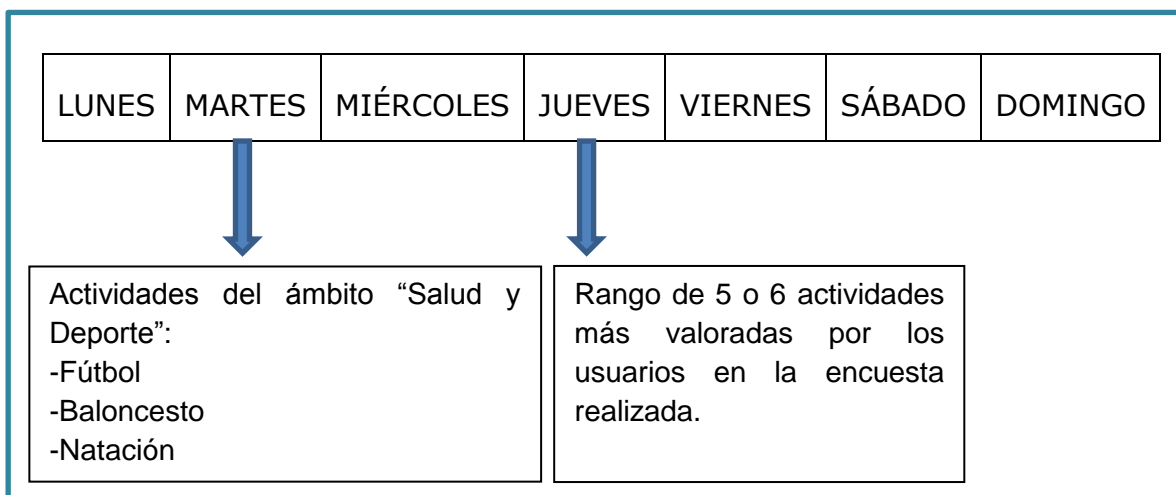 LUNES MARTES MIÉRCOLES JUEVES VIERNES SÁBADO DOMINGO
Actividades del ámbito “Salud y
Deporte”:
-Fútbol
-Baloncesto
-Natación
Rango de 5 o 6 actividades
más valoradas por los
usuarios en la encuesta
realizada.